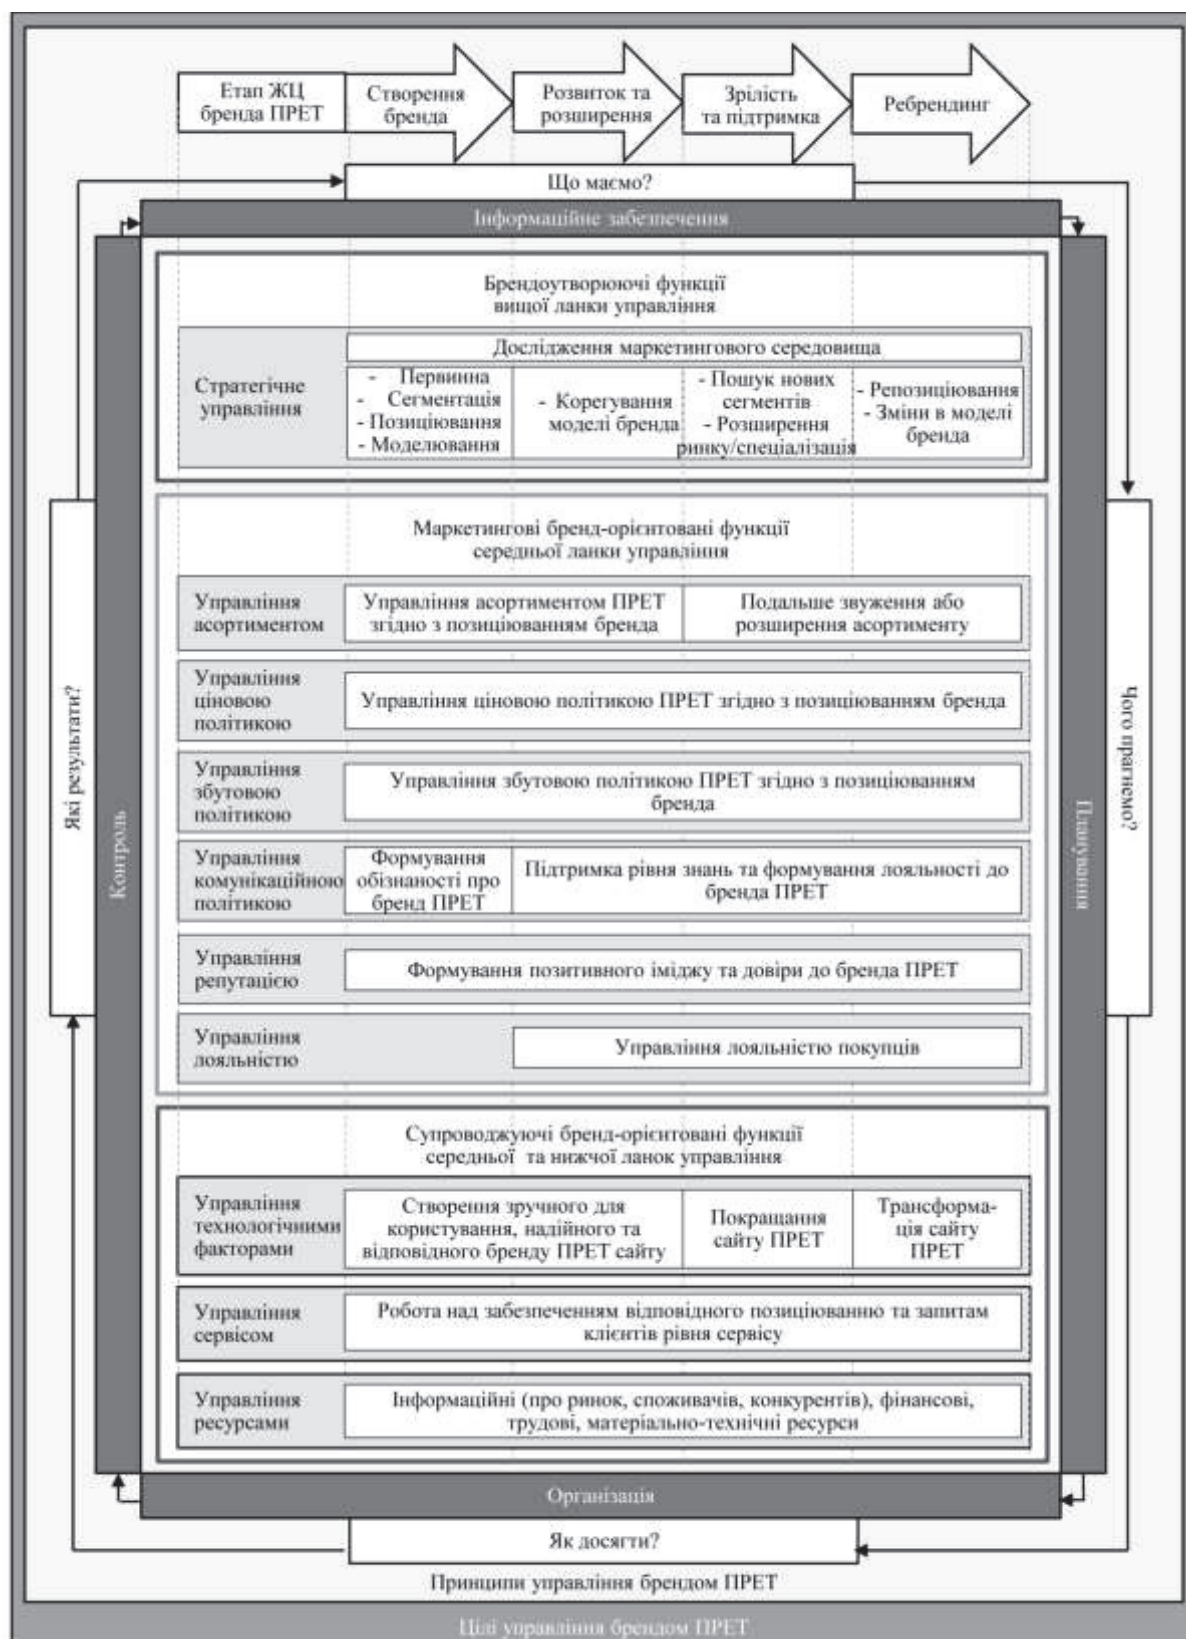 Етап ЖЦ
бренда ПРЕТ
Створення
бренда
Розвиток та
розширення
Зрілість
та підтримка
Ребрендинг
Що маємо?
Інформаційне забезпечення
Брендоутворюючі функції
вищої ланки управління
Стратегічне
управління
Дослідження маркетингового середовища
- Первинна
- Сегментація
- Позиціювання
- Моделювання
- Корегування
моделі бренда
- Пошук нових
сегментів
- Розширення
ринку/спеціалізація
- Репозиціювання
- Зміни в моделі
бренда
Маркетингові бренд-орієнтовані функції
середньої ланки управління
Управління
асортиментом
Управління асортиментом ПРЕТ
згідно з позиціюванням бренда
Подальше звуження або
розширення асортименту
Управління
ціновою
політикою
Управління ціновою політикою ПРЕТ згідно з позиціюванням бренда
Управління
збутовою
політикою
Управління збутовою політикою ПРЕТ згідно з позиціюванням
бренда
Управління
комунікаційною
політикою
Формування
обізнаності про
бренд ПРЕТ
Підтримка рівня знань та формування лояльності до
бренда ПРЕТ
Управління
репутацією
Формування позитивного іміджу та довіри до бренда ПРЕТ
Управління
лояльністю
Управління лояльністю покупців
Супроводжуючі бренд-орієнтовані функції
середньої та нижчої ланок управління
Управління
технологічними
факторами
Створення зручного для
користування, надійного та
відповідного бренду ПРЕТ сайту
Покращання
сайту ПРЕТ
Трансформа-
ція сайту
ПРЕТ
Управління
сервісом
Робота над забезпеченням відповідного позиціюванню та запитам
клієнтів рівня сервісу
Управління
ресурсами
Інформаційні (про ринок, споживачів, конкурентів), фінансові,
трудові, матеріально-технічні ресурси
Які результати?
Контроль
Планування
Чого прагнемо?
Організація
Як досягти?
Принципи управління брендом ПРЕТ
Цілі управління брендом ПРЕТ